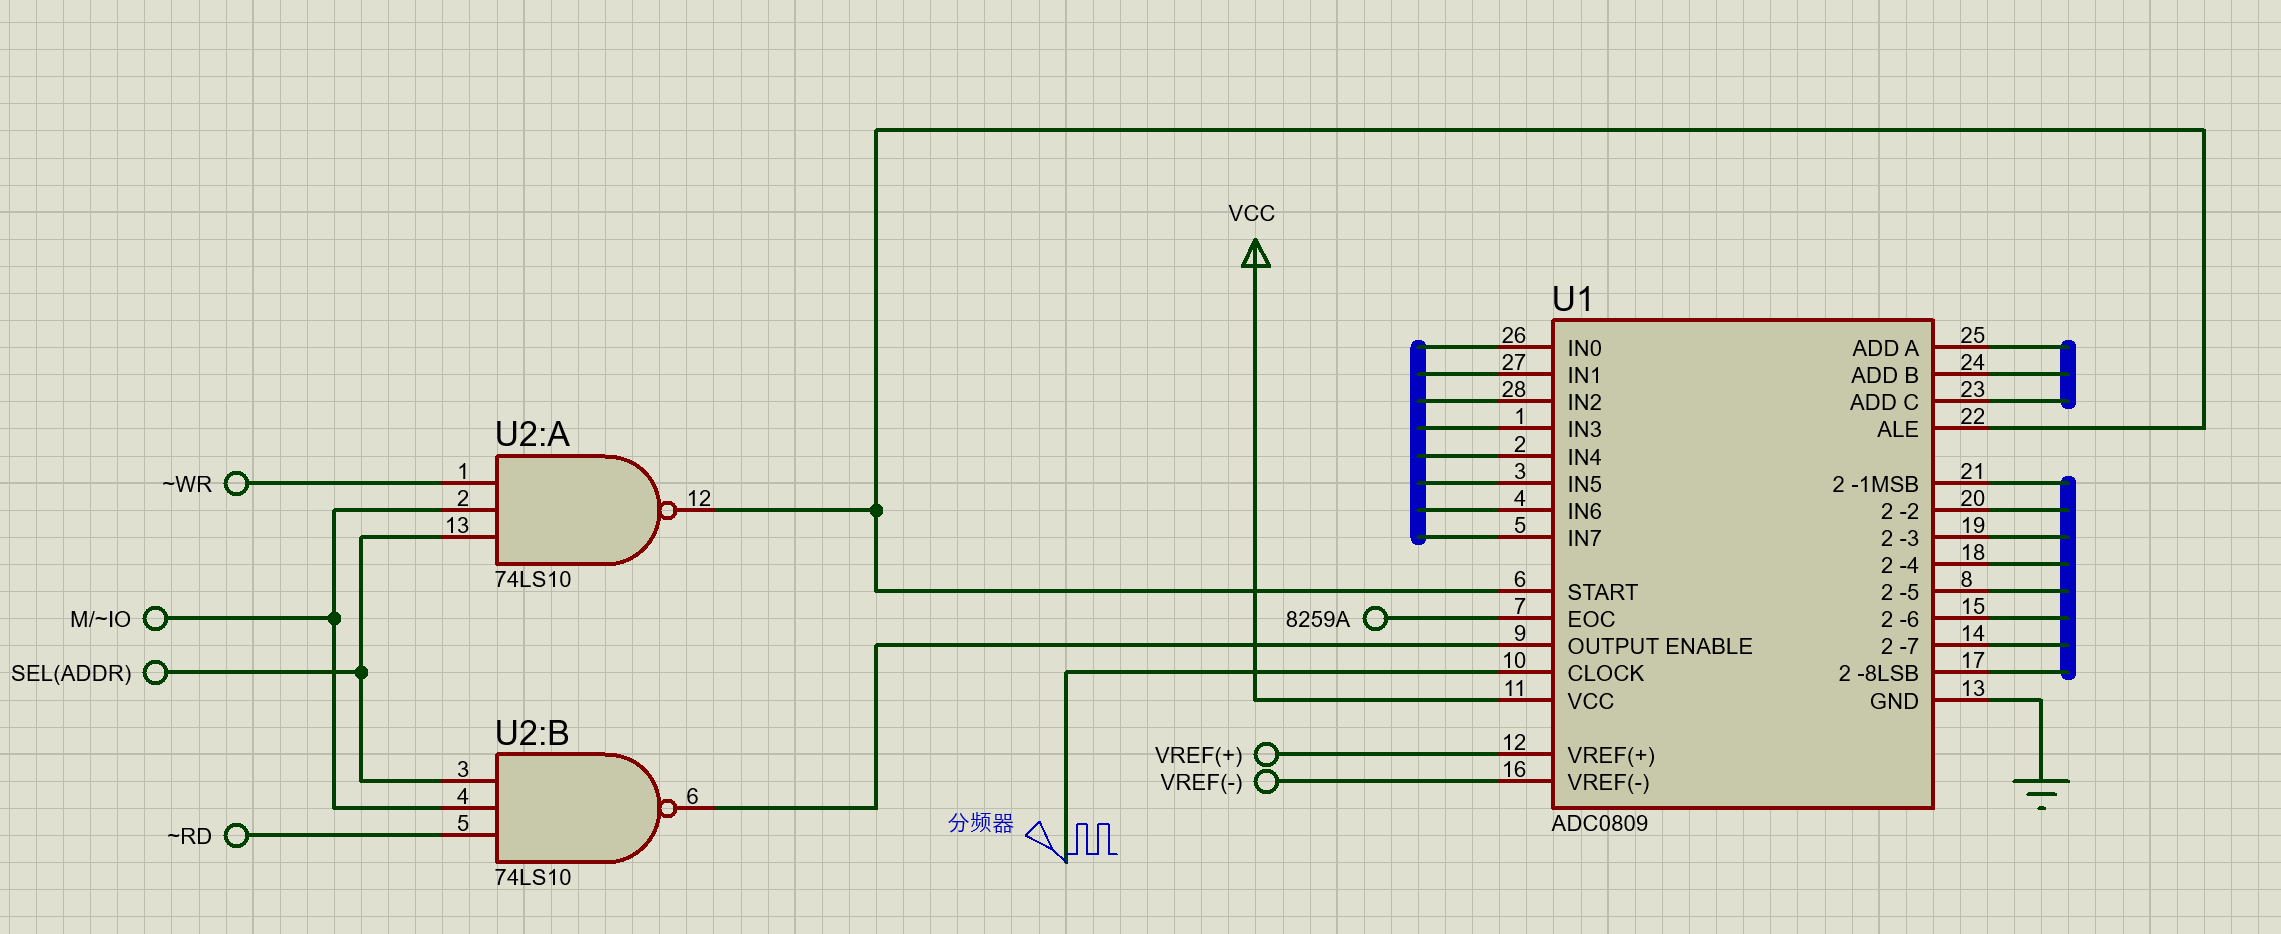 VCC
U1
26 IN0 ADD A 25
27 IN1 ADD B 24
28 IN2 ADD C 23
1 IN3 ALE 22
2 IN4
3 IN5 2 -1MSB 21
4 IN6 2 -2 20
5 IN7 2 -3 19
2 -4 18
6 START 2 -5 8
8259A 7 EOC 2 -6 15
9 OUTPUT ENABLE 2 -7 14
10 CLOCK 2 -8LSB 17
11 VCC GND 13
VREF(+) 12 VREF(+)
VREF(-) 16 VREF(-)
ADC0809
U2:A
~WR 1
2
13
12
74LS10
M/~IO
SEL(ADDR)
U2:B
3
4
~RD 5
6
74LS10
分频器